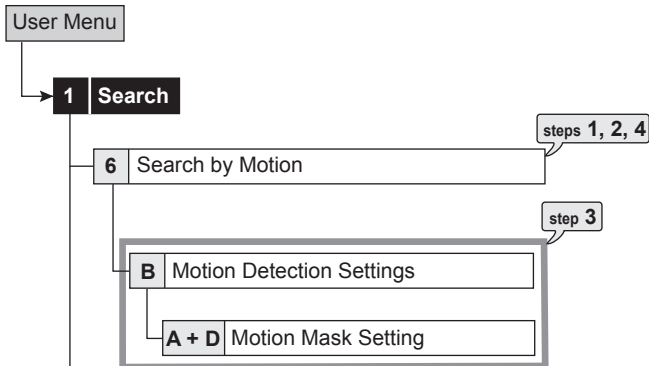 User Menu
1 Search
steps 1, 2, 4
6 Search by Motion
step 3
B Motion Detection Settings
A + D Motion Mask Setting